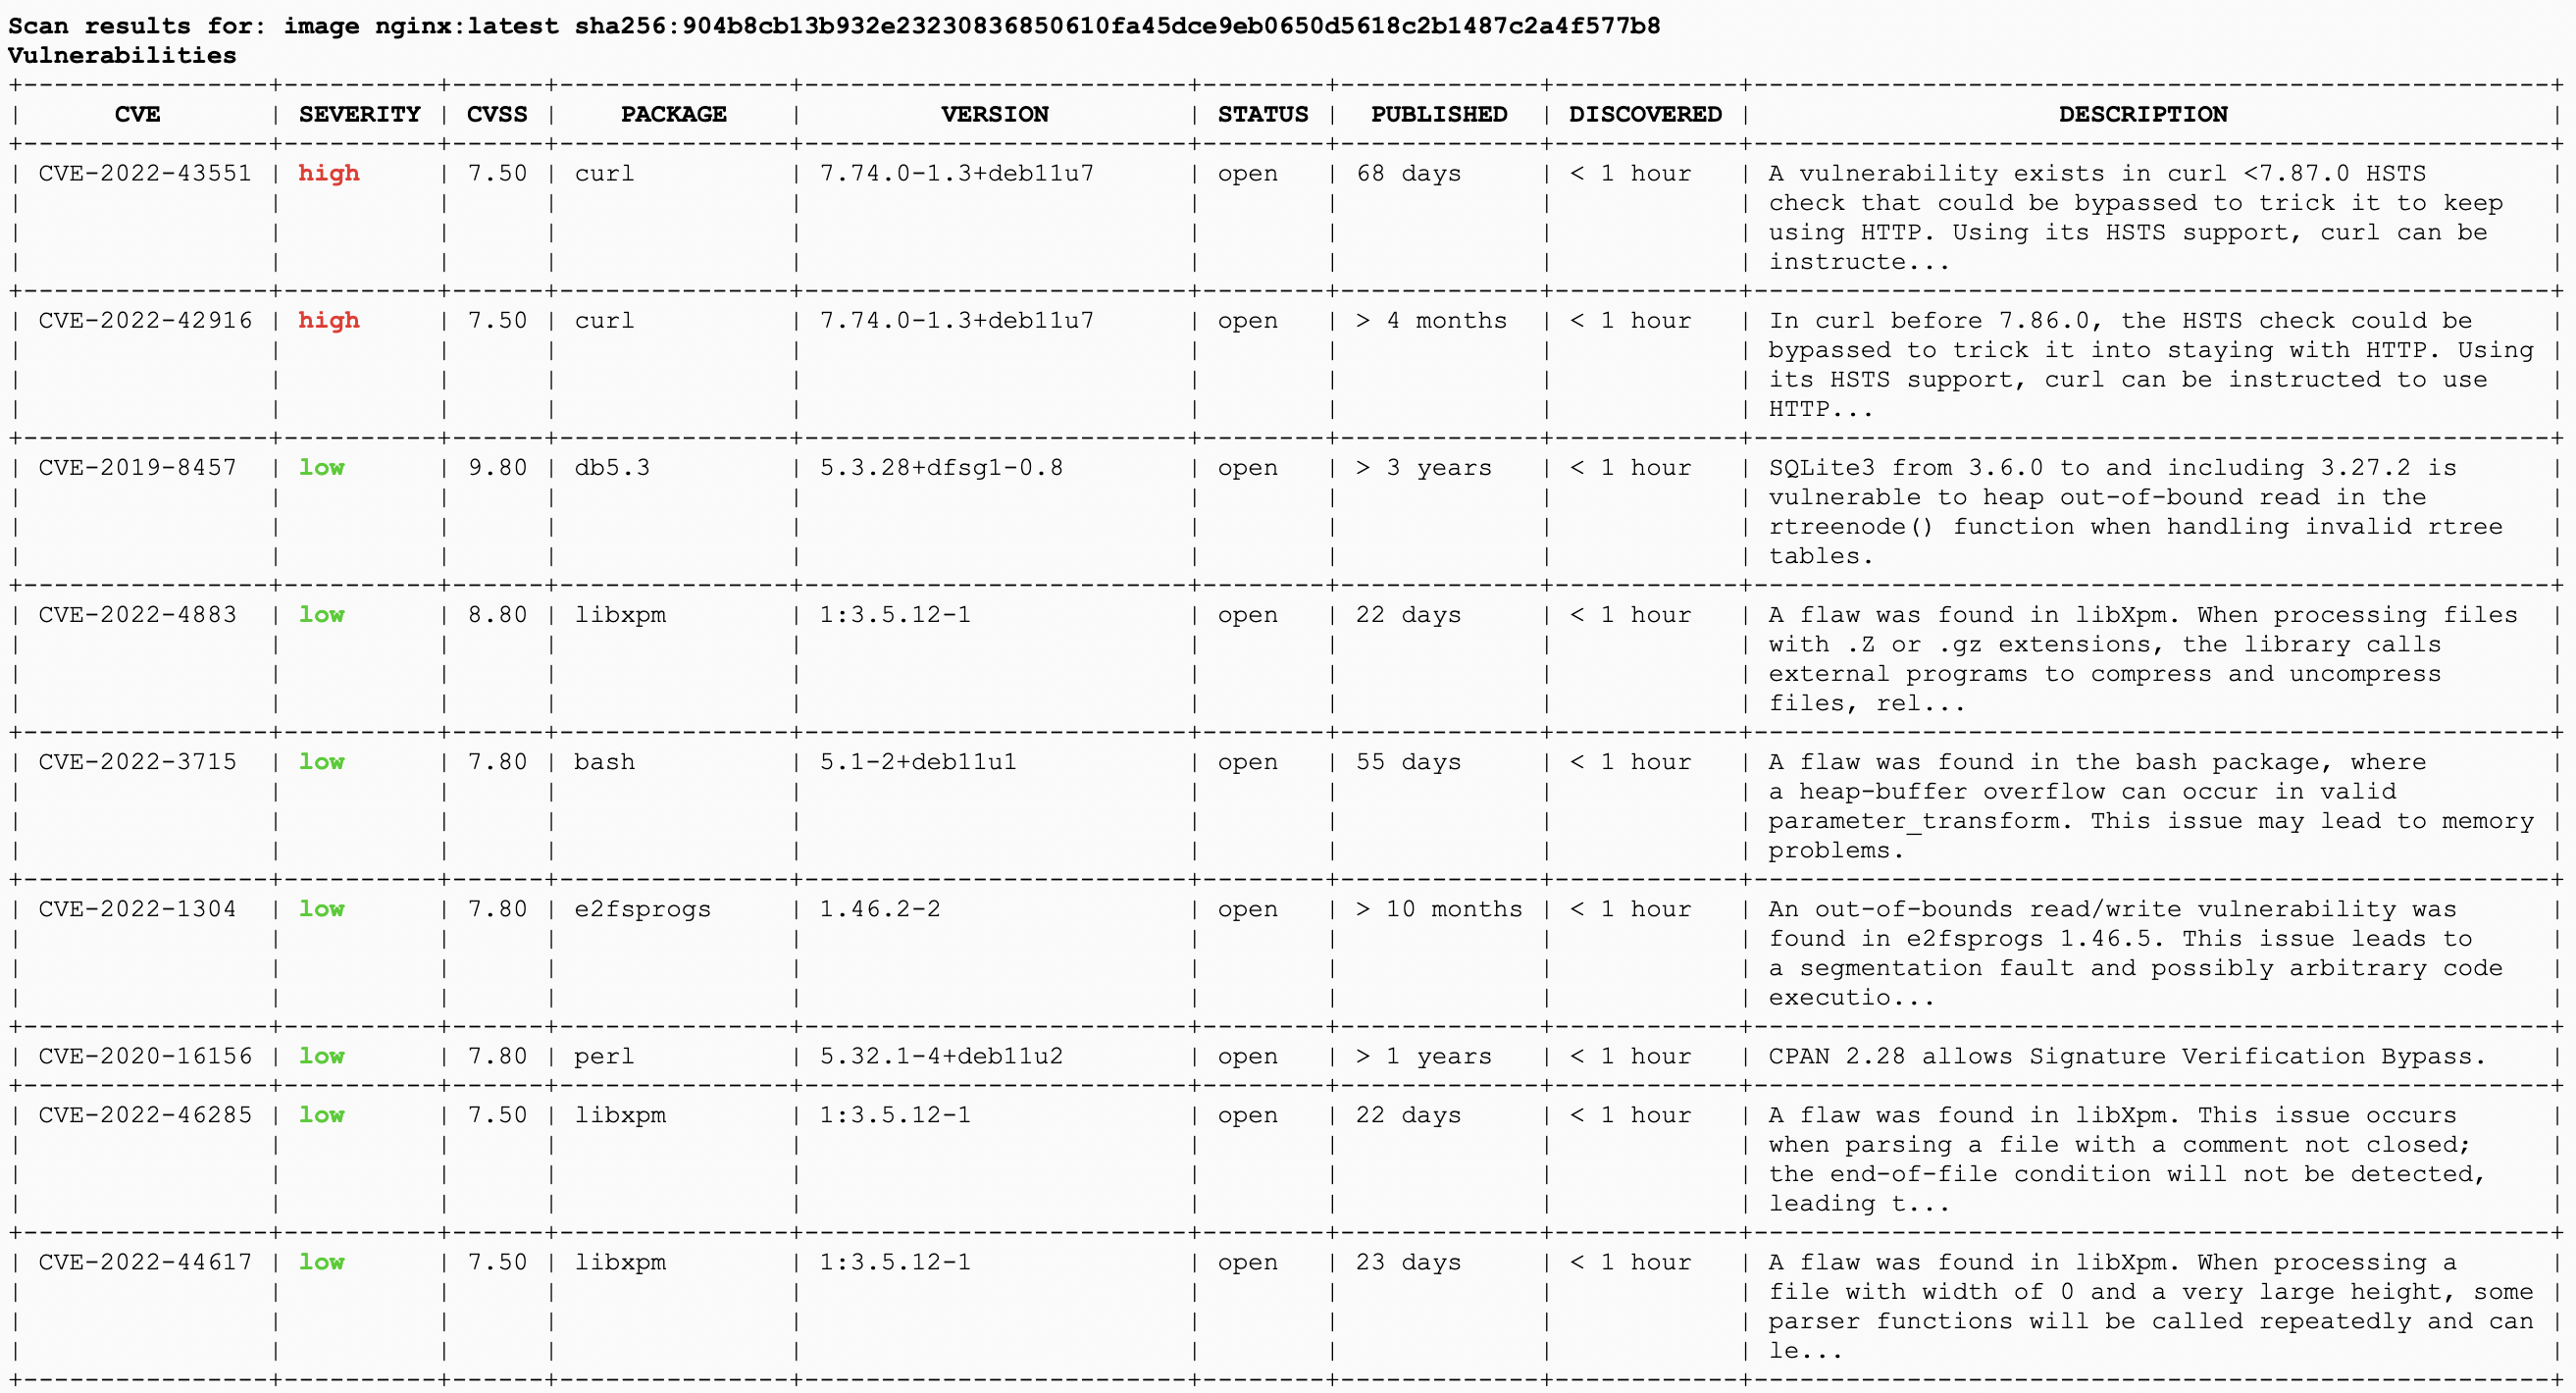 Scan results for: image nginx:latest sha256:904b8cb13b932e23230836850610fa45dce9eb0650d5618c2b1487c2a4f577b8
Vulnerabilities
CVE | SEVERITY | CVSS | PACKAGE | VERSION | STATUS | PUBLISHED | DISCOVERED | DESCRIPTION
CVE-2022-43551 | high | 7.50 | curl | 7.74.0-1.3+deb11u7 | open | 68 days | < 1 hour | A vulnerability exists in curl <7.87.0 HSTS
check that could be bypassed to trick it to keep
using HTTP. Using its HSTS support, curl can be
instructe...
CVE-2022-42916 | high | 7.50 | curl | 7.74.0-1.3+deb11u7 | open | > 4 months | < 1 hour | In curl before 7.86.0, the HSTS check could be
bypassed to trick it into staying with HTTP. Using
its HSTS support, curl can be instructed to use
HTTP...
CVE-2019-8457 | low | 9.80 | db5.3 | 5.3.28+dfsg1-0.8 | open | > 3 years | < 1 hour | SQLite3 from 3.6.0 to and including 3.27.2 is
vulnerable to heap out-of-bound read in the
rtreenode() function when handling invalid rtree
tables.
CVE-2022-4883 | low | 8.80 | libxpm | 1:3.5.12-1 | open | 22 days | < 1 hour | A flaw was found in libXpm. When processing files
with .Z or .gz extensions, the library calls
external programs to compress and uncompress
files, rel...
CVE-2022-3715 | low | 7.80 | bash | 5.1-2+deb11u1 | open | 55 days | < 1 hour | A flaw was found in the bash package, where
a heap-buffer overflow can occur in valid
parameter_transform. This issue may lead to memory
problems.
CVE-2022-1304 | low | 7.80 | e2fsprogs | 1.46.2-2 | open | > 10 months | < 1 hour | An out-of-bounds read/write vulnerability was
found in e2fsprogs 1.46.5. This issue leads to
a segmentation fault and possibly arbitrary code
executio...
CVE-2020-16156 | low | 7.80 | perl | 5.32.1-4+deb11u2 | open | > 1 years | < 1 hour | CPAN 2.28 allows Signature Verification Bypass.
CVE-2022-46285 | low | 7.50 | libxpm | 1:3.5.12-1 | open | 22 days | < 1 hour | A flaw was found in libXpm. This issue occurs
when parsing a file with a comment not closed;
the end-of-file condition will not be detected,
leading t...
CVE-2022-44617 | low | 7.50 | libxpm | 1:3.5.12-1 | open | 23 days | < 1 hour | A flaw was found in libXpm. When processing a
file with width of 0 and a very large height, some
parser functions will be called repeatedly and can
le...